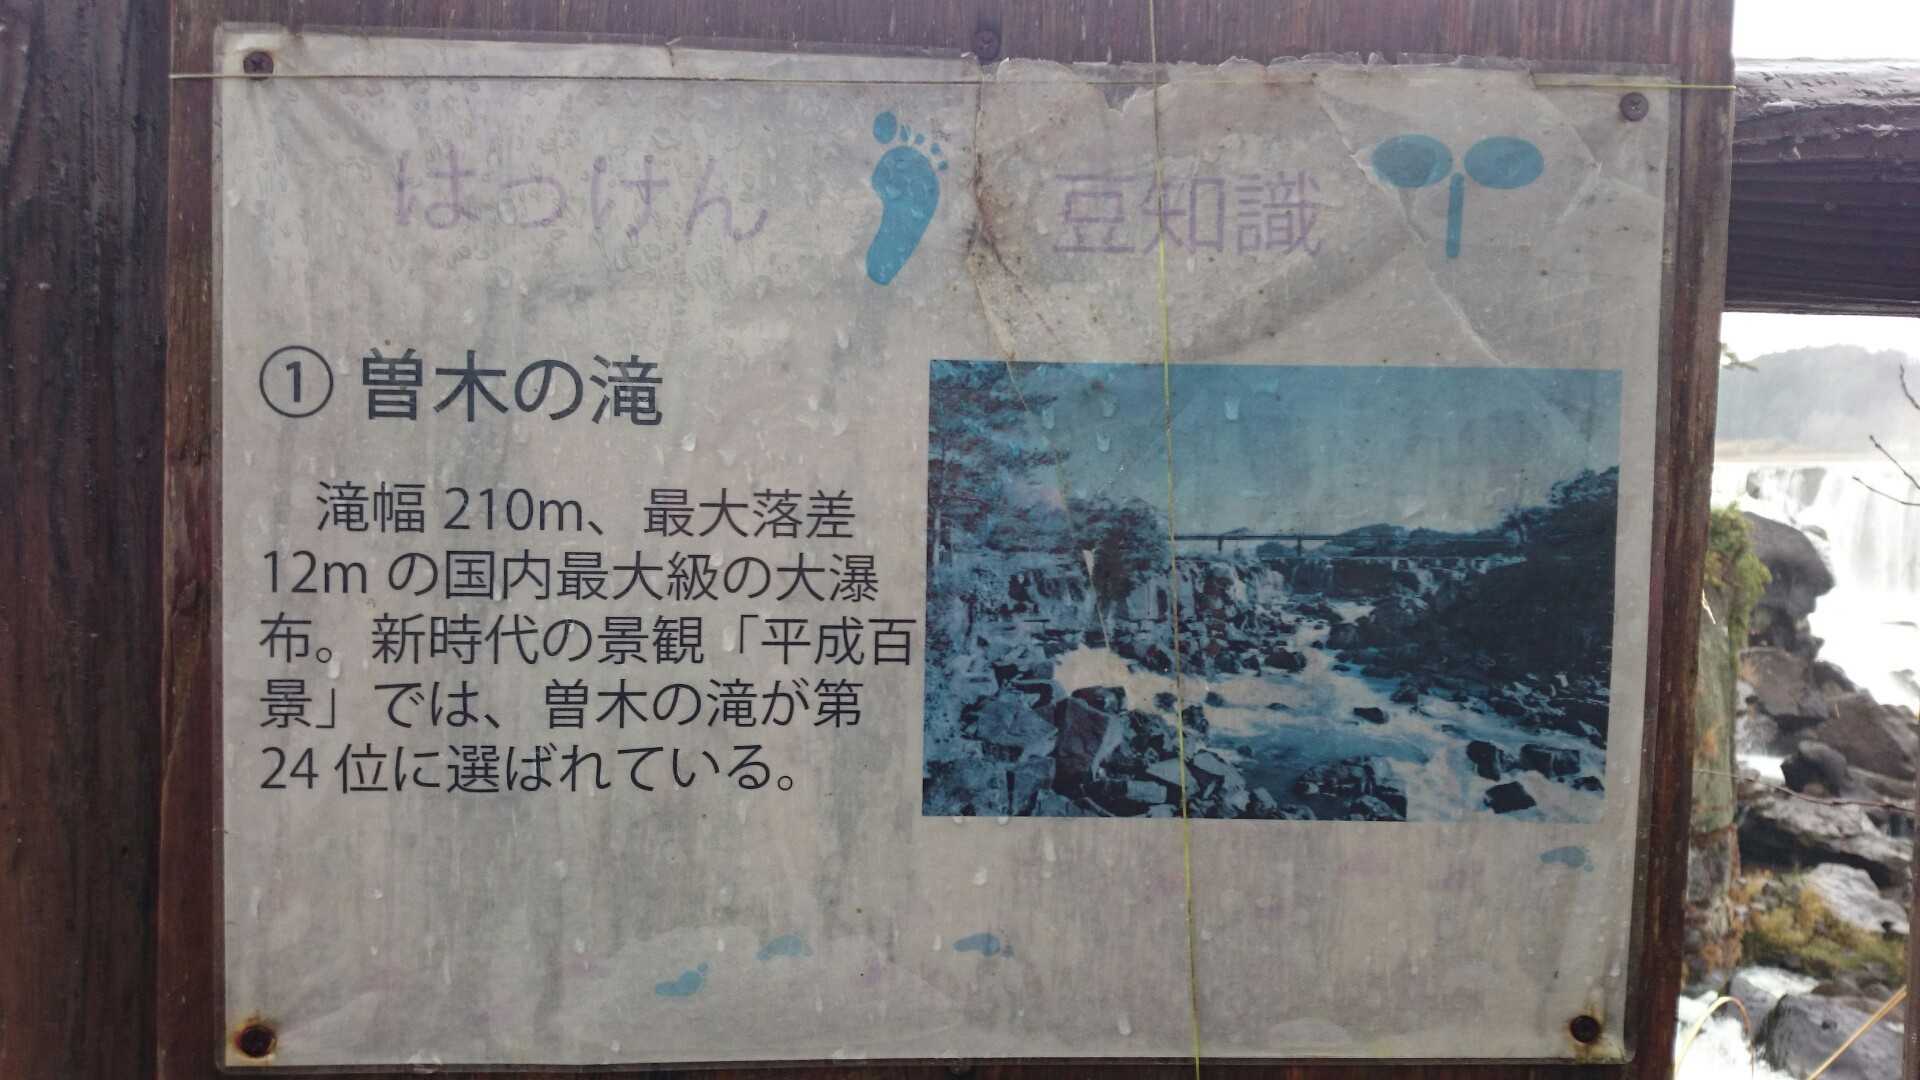 はっけん 豆知識
① 曽木の滝
滝幅 210m、最大落差
12m の国内最大級の大瀑
布。新時代の景観「平成百
景」では、曽木の滝が第
24 位に選ばれている。